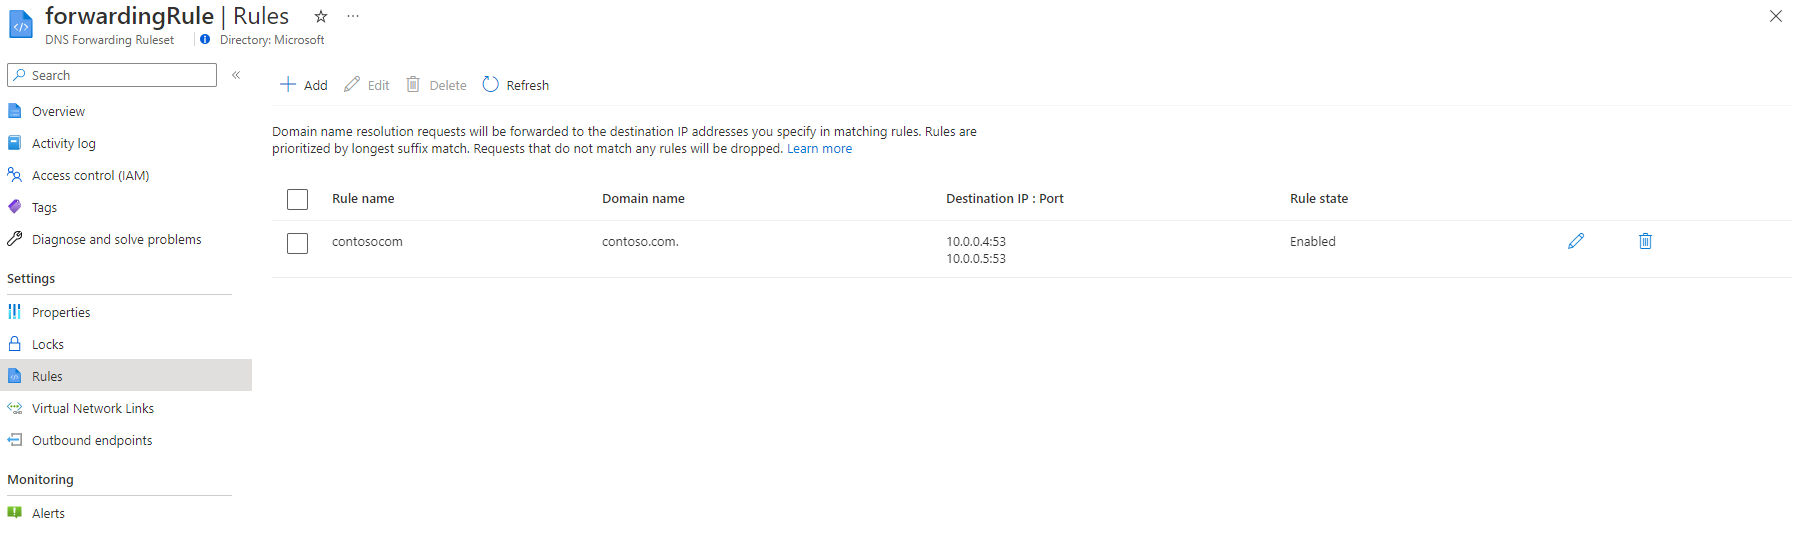 forwardingRule | Rules
DNS Forwarding Ruleset
Directory: Microsoft
Search
Overview
Activity log
Access control (IAM)
Tags
Diagnose and solve problems
Settings
Properties
Locks
Rules
Virtual Network Links
Outbound endpoints
Monitoring
Alerts
Add Edit Delete Refresh
Domain name resolution requests will be forwarded to the destination IP addresses you specify in matching rules. Rules are
prioritized by longest suffix match. Requests that do not match any rules will be dropped. Learn more
Rule name Domain name Destination IP : Port Rule state
contosocom contoso.com. 10.0.0.4:53 Enabled
10.0.0.5:53